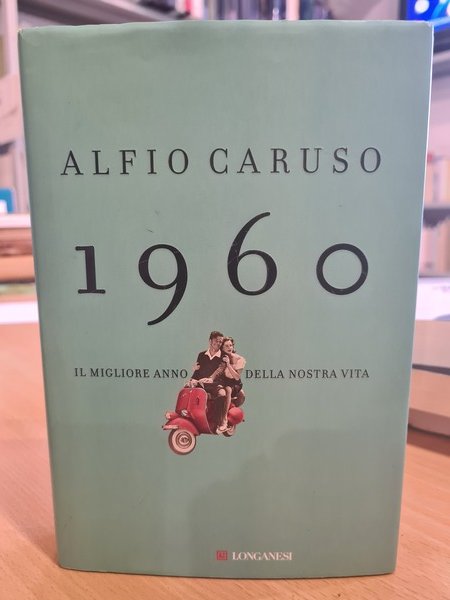 ALFIO CARUSO
1960
IL MIGLIORE ANNO DELLA NOSTRA VITA
LONGANESI